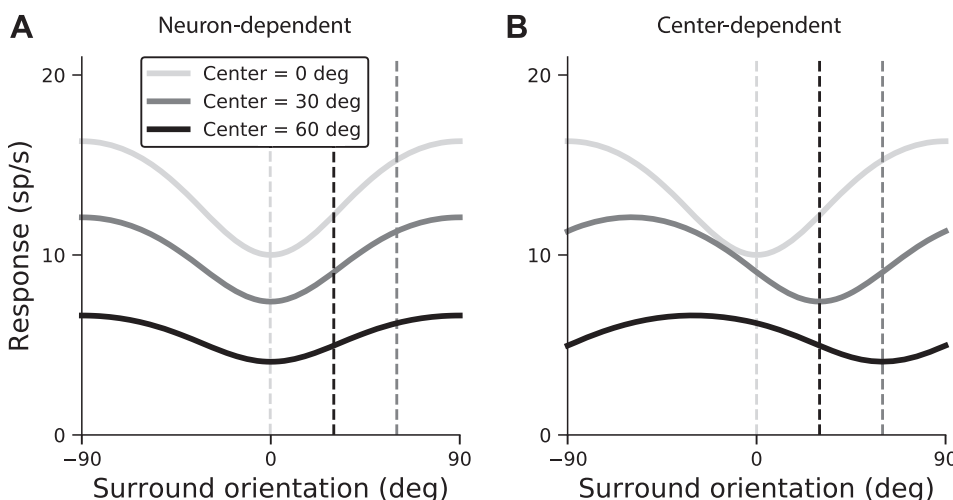 A
Neuron-dependent
Center = 0 deg
Center = 30 deg
Center = 60 deg
20
10
0
Response (sp/s)
−90
0
90
Surround orientation (deg)
B
Center-dependent
20
10
0
−90
0
90
Surround orientation (deg)